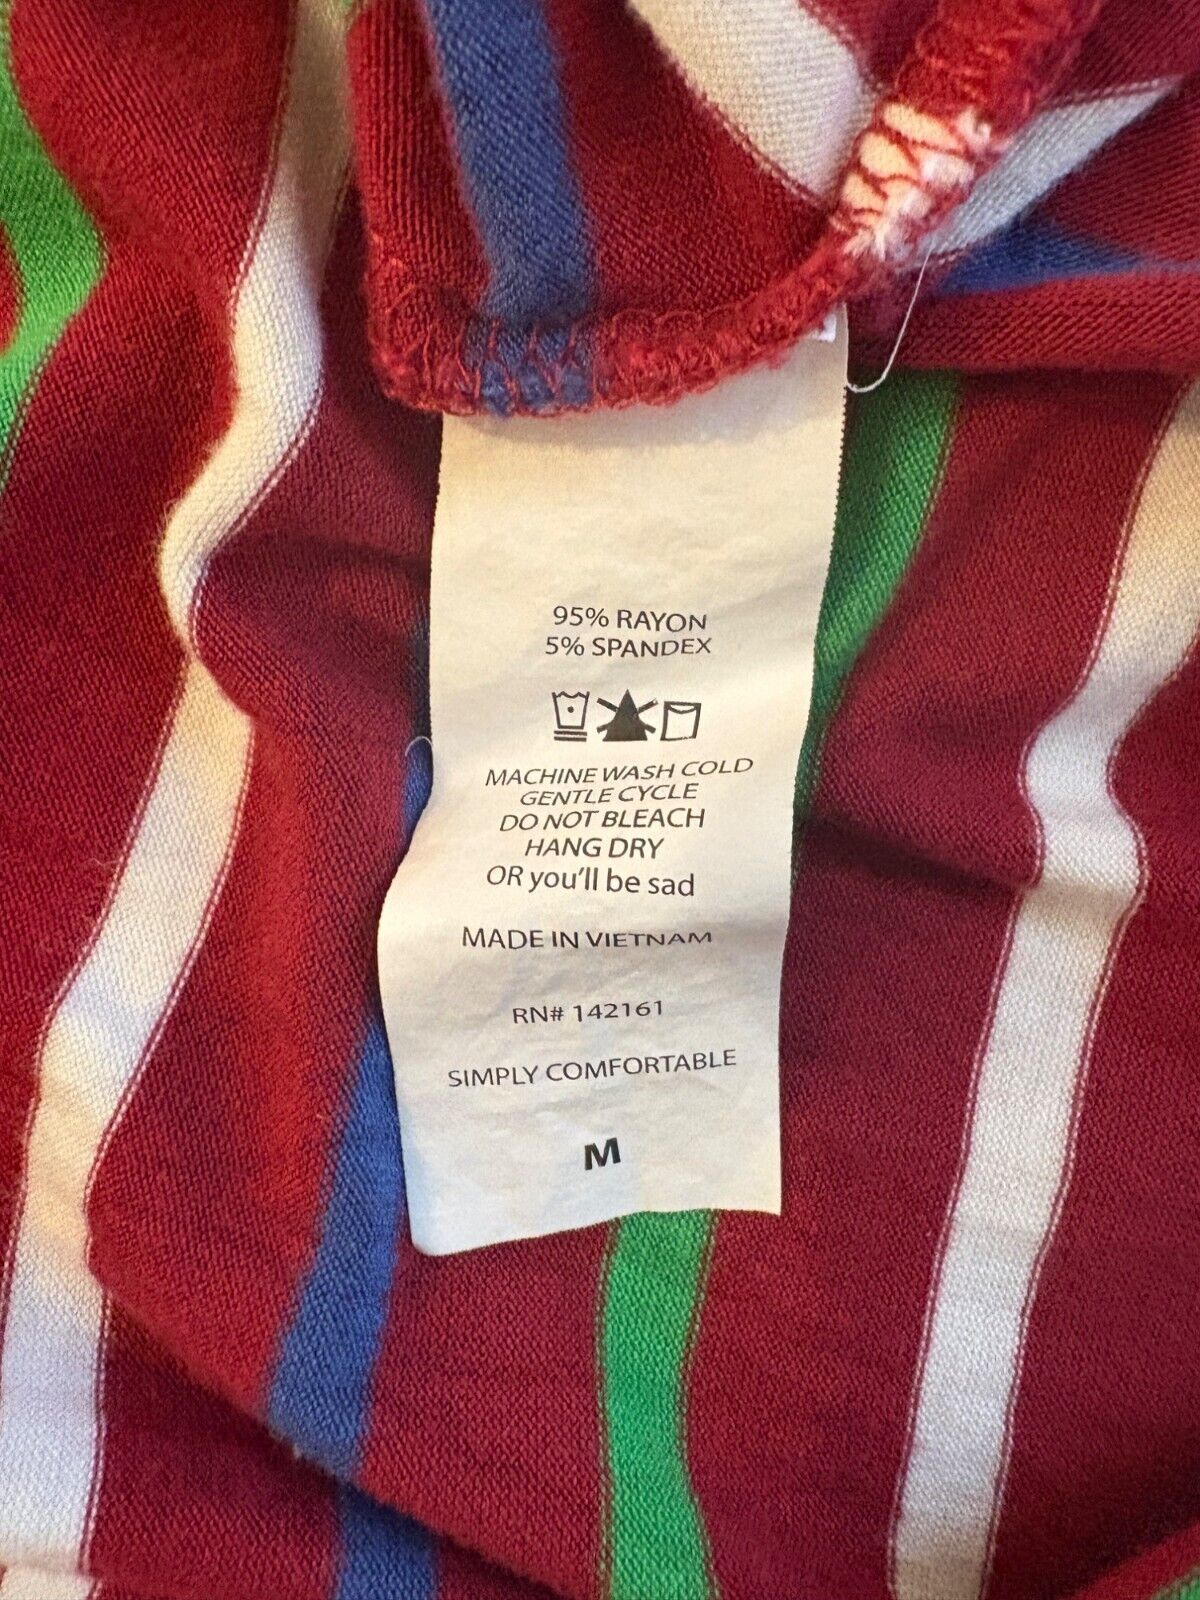 95% RAYON
5% SPANDEX
MACHINE WASH COLD
GENTLE CYCLE
DO NOT BLEACH
HANG DRY
OR you'll be sad
MADE IN VIETNAM
RN# 142161
SIMPLY COMFORTABLE
M